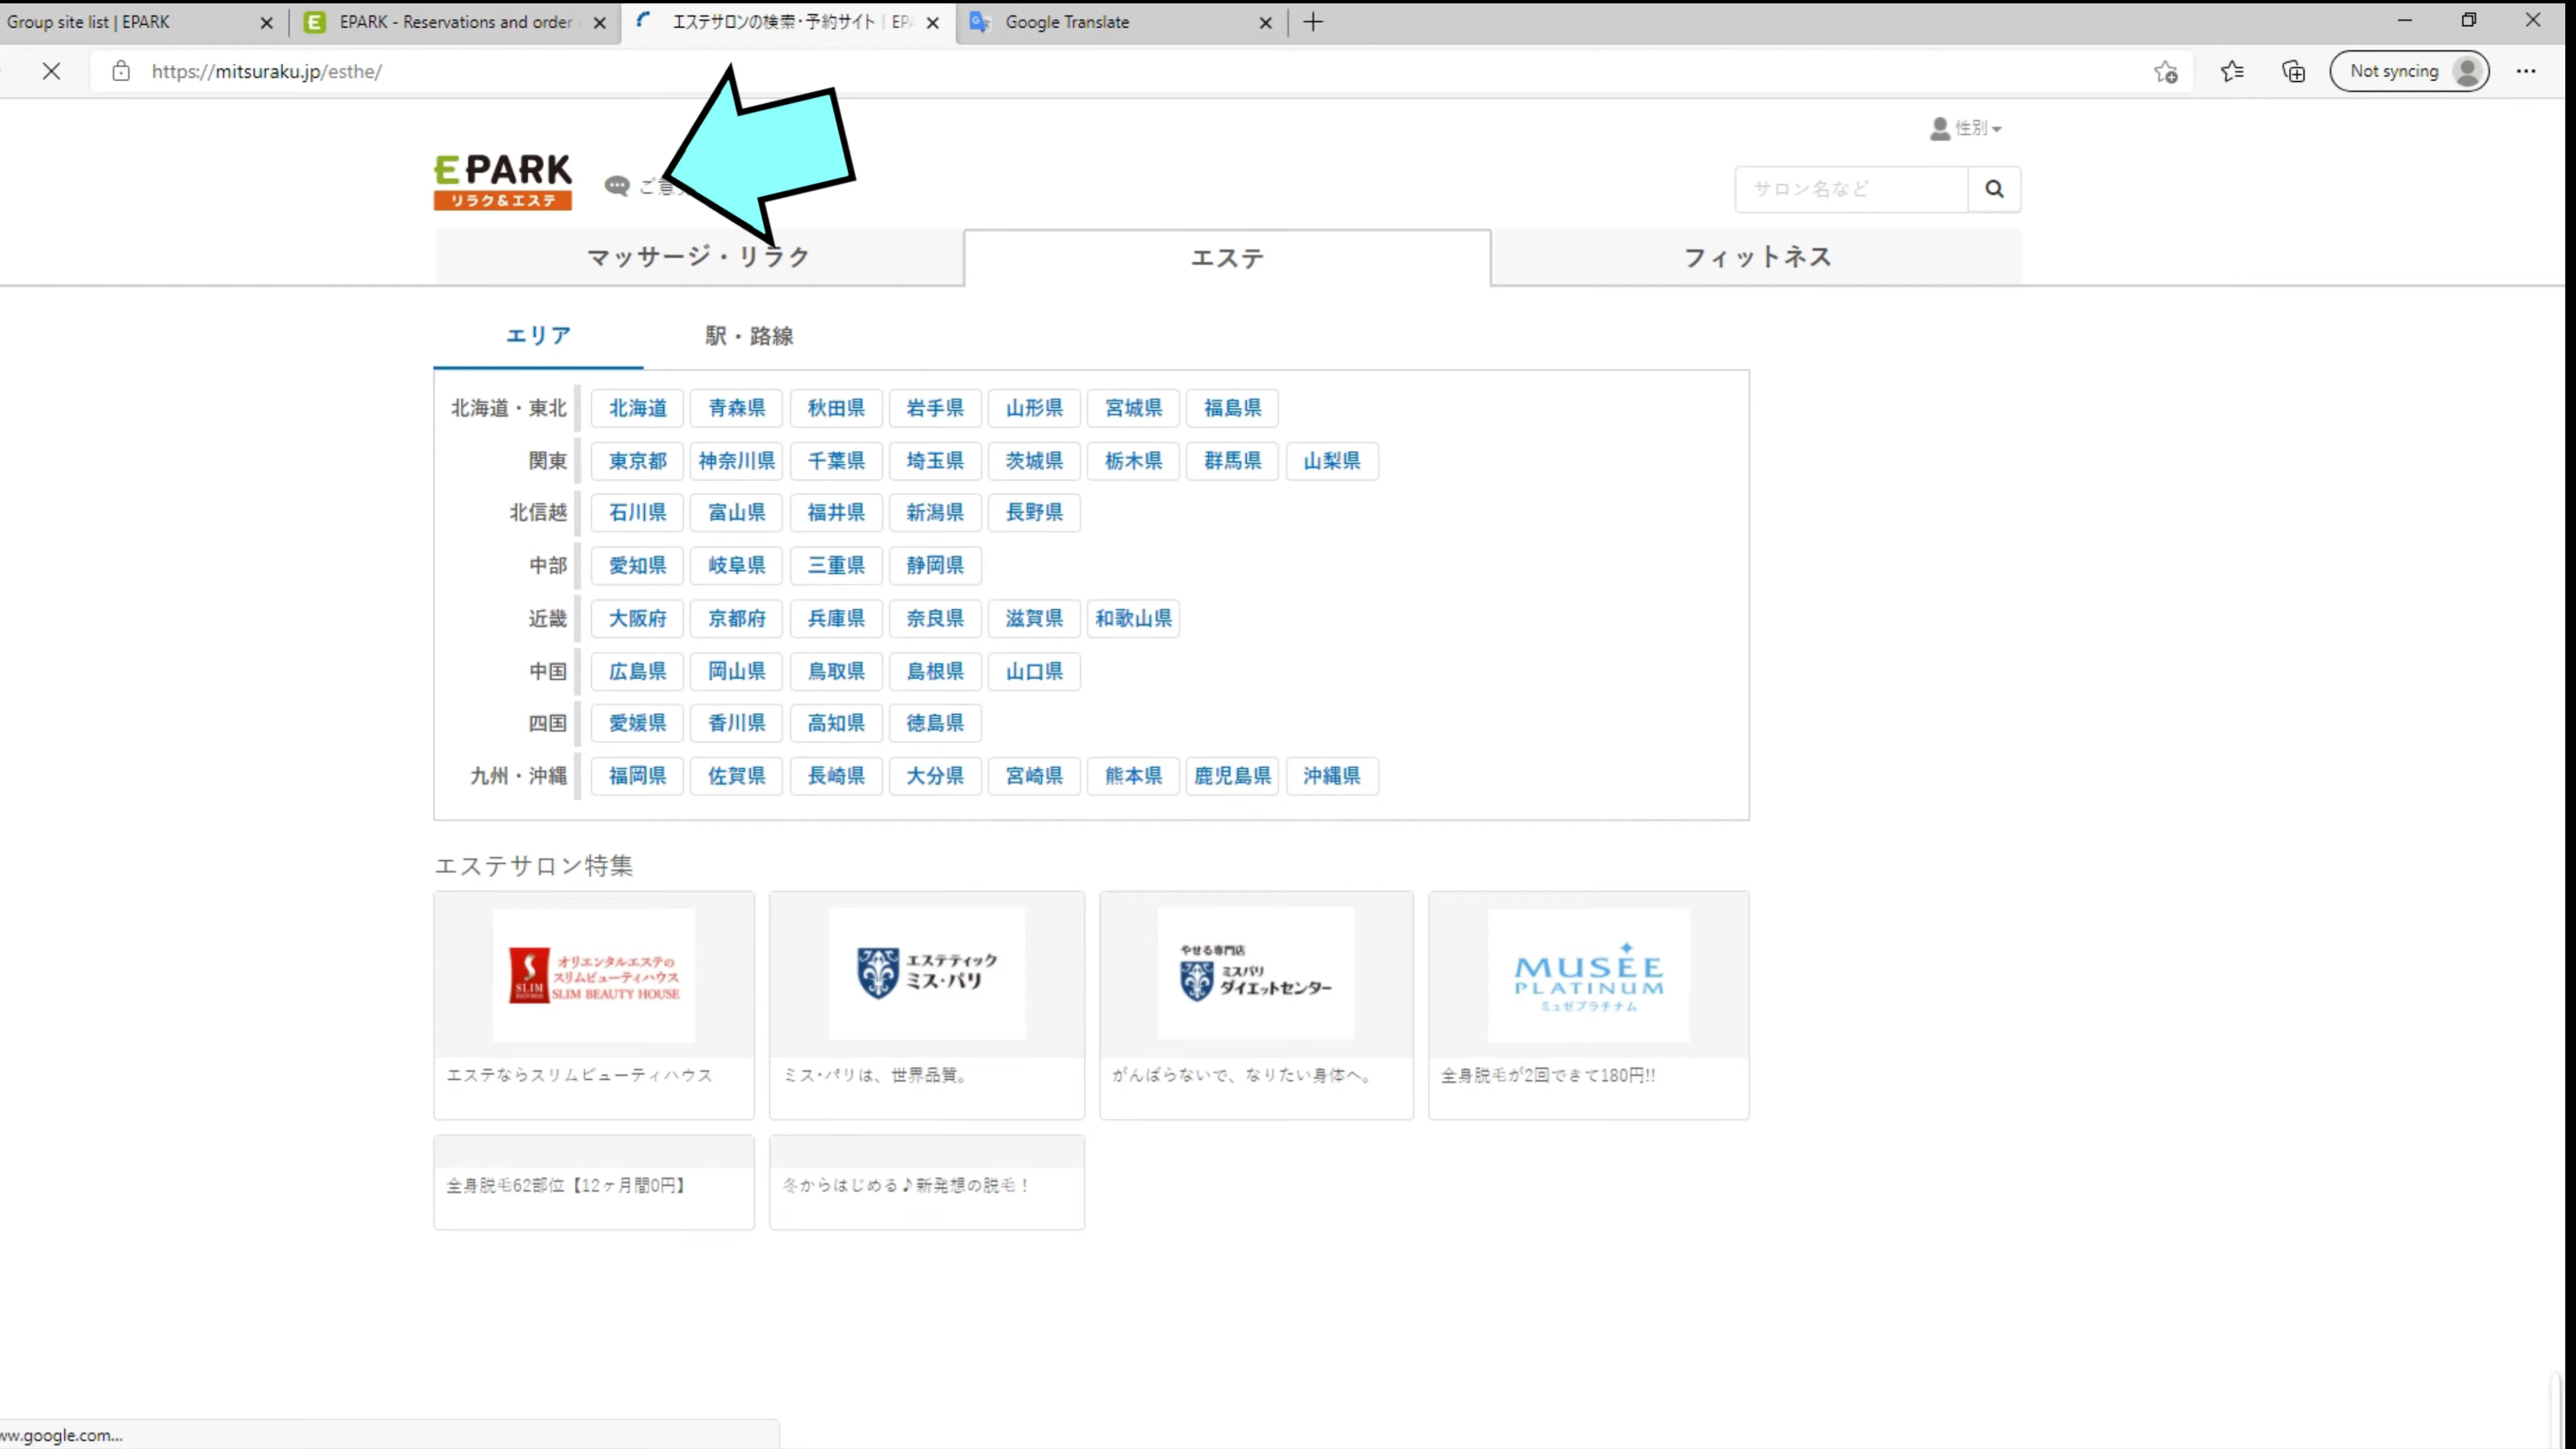 Group site list | EPARK
EPARK - Reservations and order
エステサロンの検索・予約サイト | EP
Google Translate
https://mitsuraku.jp/esthe/
Not syncing
性別
EPARK
リラク&エステ
サロン名など
マッサージ・リラク
エステ
フィットネス
エリア
駅・路線
北海道・東北 北海道 青森県 秋田県 岩手県 山形県 宮城県 福島県
関東 東京都 神奈川県 千葉県 埼玉県 茨城県 栃木県 群馬県 山梨県
北信越 石川県 富山県 福井県 新潟県 長野県
中部 愛知県 岐阜県 三重県 静岡県
近畿 大阪府 京都府 兵庫県 奈良県 滋賀県 和歌山県
中国 広島県 岡山県 鳥取県 島根県 山口県
四国 愛媛県 香川県 高知県 徳島県
九州・沖縄 福岡県 佐賀県 長崎県 大分県 宮崎県 熊本県 鹿児島県 沖縄県
エステサロン特集
オリエンタルエステの
スリムビューティハウス
SLIM BEAUTY HOUSE
SLIM
エステならスリムビューティハウス
エステティック
ミス・パリ
ミス・パリは、世界品質。
やせる専門店
ミスパリ
ダイエットセンター
がんばらないで、なりたい身体へ。
MUSÉE
PLATINUM
ミュゼプラチナム
全身脱毛が2回できて180円!!
全身脱毛62部位【12ヶ月間0円】
冬からはじめる♪新発想の脱毛！
ww.google.com...